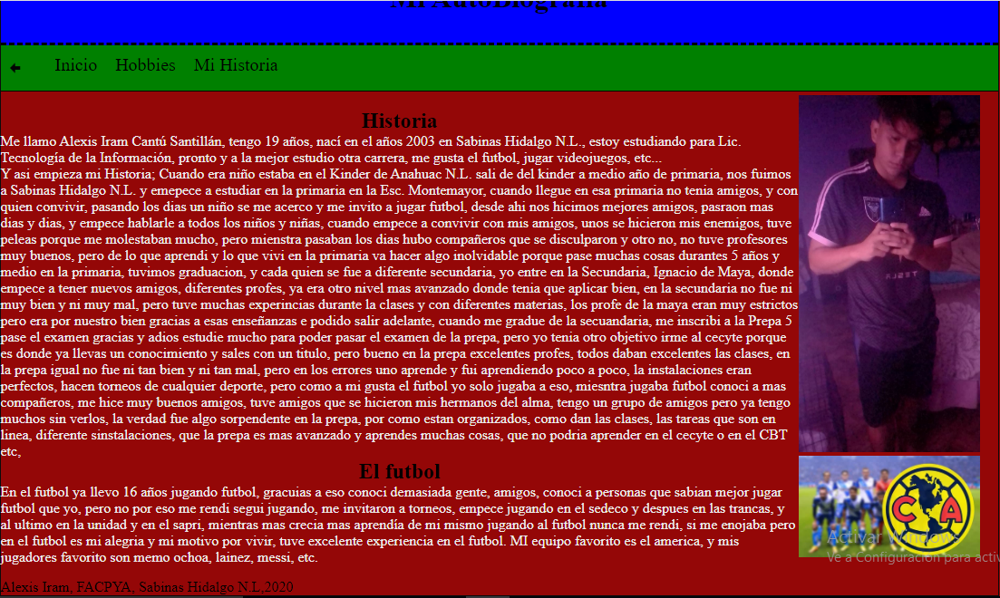 Mi AutoBiografia
Inicio Hobbies Mi Historia
Historia
Me llamo Alexis Iram Cantú Santillán, tengo 19 años, nací en el años 2003 en Sabinas Hidalgo N.L., estoy estudiando para Lic.
Tecnología de la Información, pronto y a la mejor estudio otra carrera, me gusta el futbol, jugar videojuegos, etc...
Y asi empieza mi Historia; Cuando era niño estaba en el Kinder de Anahuac N.L. sali de del kinder a medio año de primaria, nos fuimos
a Sabinas Hidalgo N.L. y emepece a estudiar en la primaria en la Esc. Montemayor, cuando llegue en esa primaria no tenia amigos, y con
quien convivir, pasando los dias un niño se me acerco y me invito a jugar futbol, desde ahi nos hicimos mejores amigos, pasraon mas
dias y dias, y empece hablarle a todos los niños y niñas, cuando empece a convivir con mis amigos, unos se hicieron mis enemigos, tuve
peleas porque me molestaban mucho, pero mienstra pasaban los dias hubo compañeros que se disculparon y otro no, no tuve profesores
muy buenos, pero de lo que aprendi y lo que vivi en la primaria va hacer algo inolvidable porque pase muchas cosas durantes 5 años y
medio en la primaria, tuvimos graduacion, y cada quien se fue a diferente secundaria, yo entre en la Secundaria, Ignacio de Maya, donde
empece a tener nuevos amigos, diferentes profes, ya era otro nivel mas avanzado donde tenia que aplicar bien, en la secundaria no fue ni
muy bien y ni muy mal, pero tuve muchas experincias durante la clases y con diferentes materias, los profe de la maya eran muy estrictos
pero era por nuestro bien gracias a esas enseñanzas e podido salir adelante, cuando me gradue de la secuandaria, me inscribi a la Prepa 5
pase el examen gracias y adios estudie mucho para poder pasar el examen de la prepa, pero yo tenia otro objetivo irme al cecyte porque
es donde ya llevas un conocimiento y sales con un titulo, pero bueno en la prepa excelentes profes, todos daban excelentes las clases, en
la prepa igual no fue ni tan bien y ni tan mal, pero en los errores uno aprende y fui aprendiendo poco a poco, la instalaciones eran
perfectos, hacen torneos de cualquier deporte, pero como a mi gusta el futbol yo solo jugaba a eso, miesntra jugaba futbol conoci a mas
compañeros, me hice muy buenos amigos, tuve amigos que se hicieron mis hermanos del alma, tengo un grupo de amigos pero ya tengo
muchos sin verlos, la verdad fue algo sorpendente en la prepa, por como estan organizados, como dan las clases, las tareas que son en
linea, diferente sinstalaciones, que la prepa es mas avanzado y aprendes muchas cosas, que no podria aprender en el cecyte o en el CBT
etc,
El futbol
En el futbol ya llevo 16 años jugando futbol, gracuias a eso conoci demasiada gente, amigos, conoci a personas que sabian mejor jugar
futbol que yo, pero no por eso me rendi segui jugando, me invitaron a torneos, empece jugando en el sedeco y despues en las trancas, y
al ultimo en la unidad y en el sapri, mientras mas crecia mas aprendía de mi mismo jugando al futbol nunca me rendi, si me enojaba pero
en el futbol es mi alegria y mi motivo por vivir, tuve excelente experiencia en el futbol. MI equipo favorito es el america, y mis
jugadores favorito son memo ochoa, lainez, messi, etc.
CA
Activar Windows
Ve a Configuración para activ
Alexis Iram, FACPYA, Sabinas Hidalgo N.L,2020